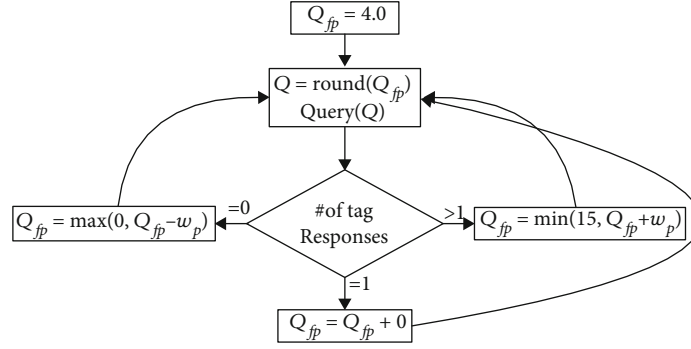 Q_fp = 4.0
Q = round(Q_fp)
Query(Q)
=0
>1
Q_fp = max(0, Q_fp−w_p)
#of tag
Responses
Q_fp = min(15, Q_fp+w_p)
=1
Q_fp = Q_fp + 0